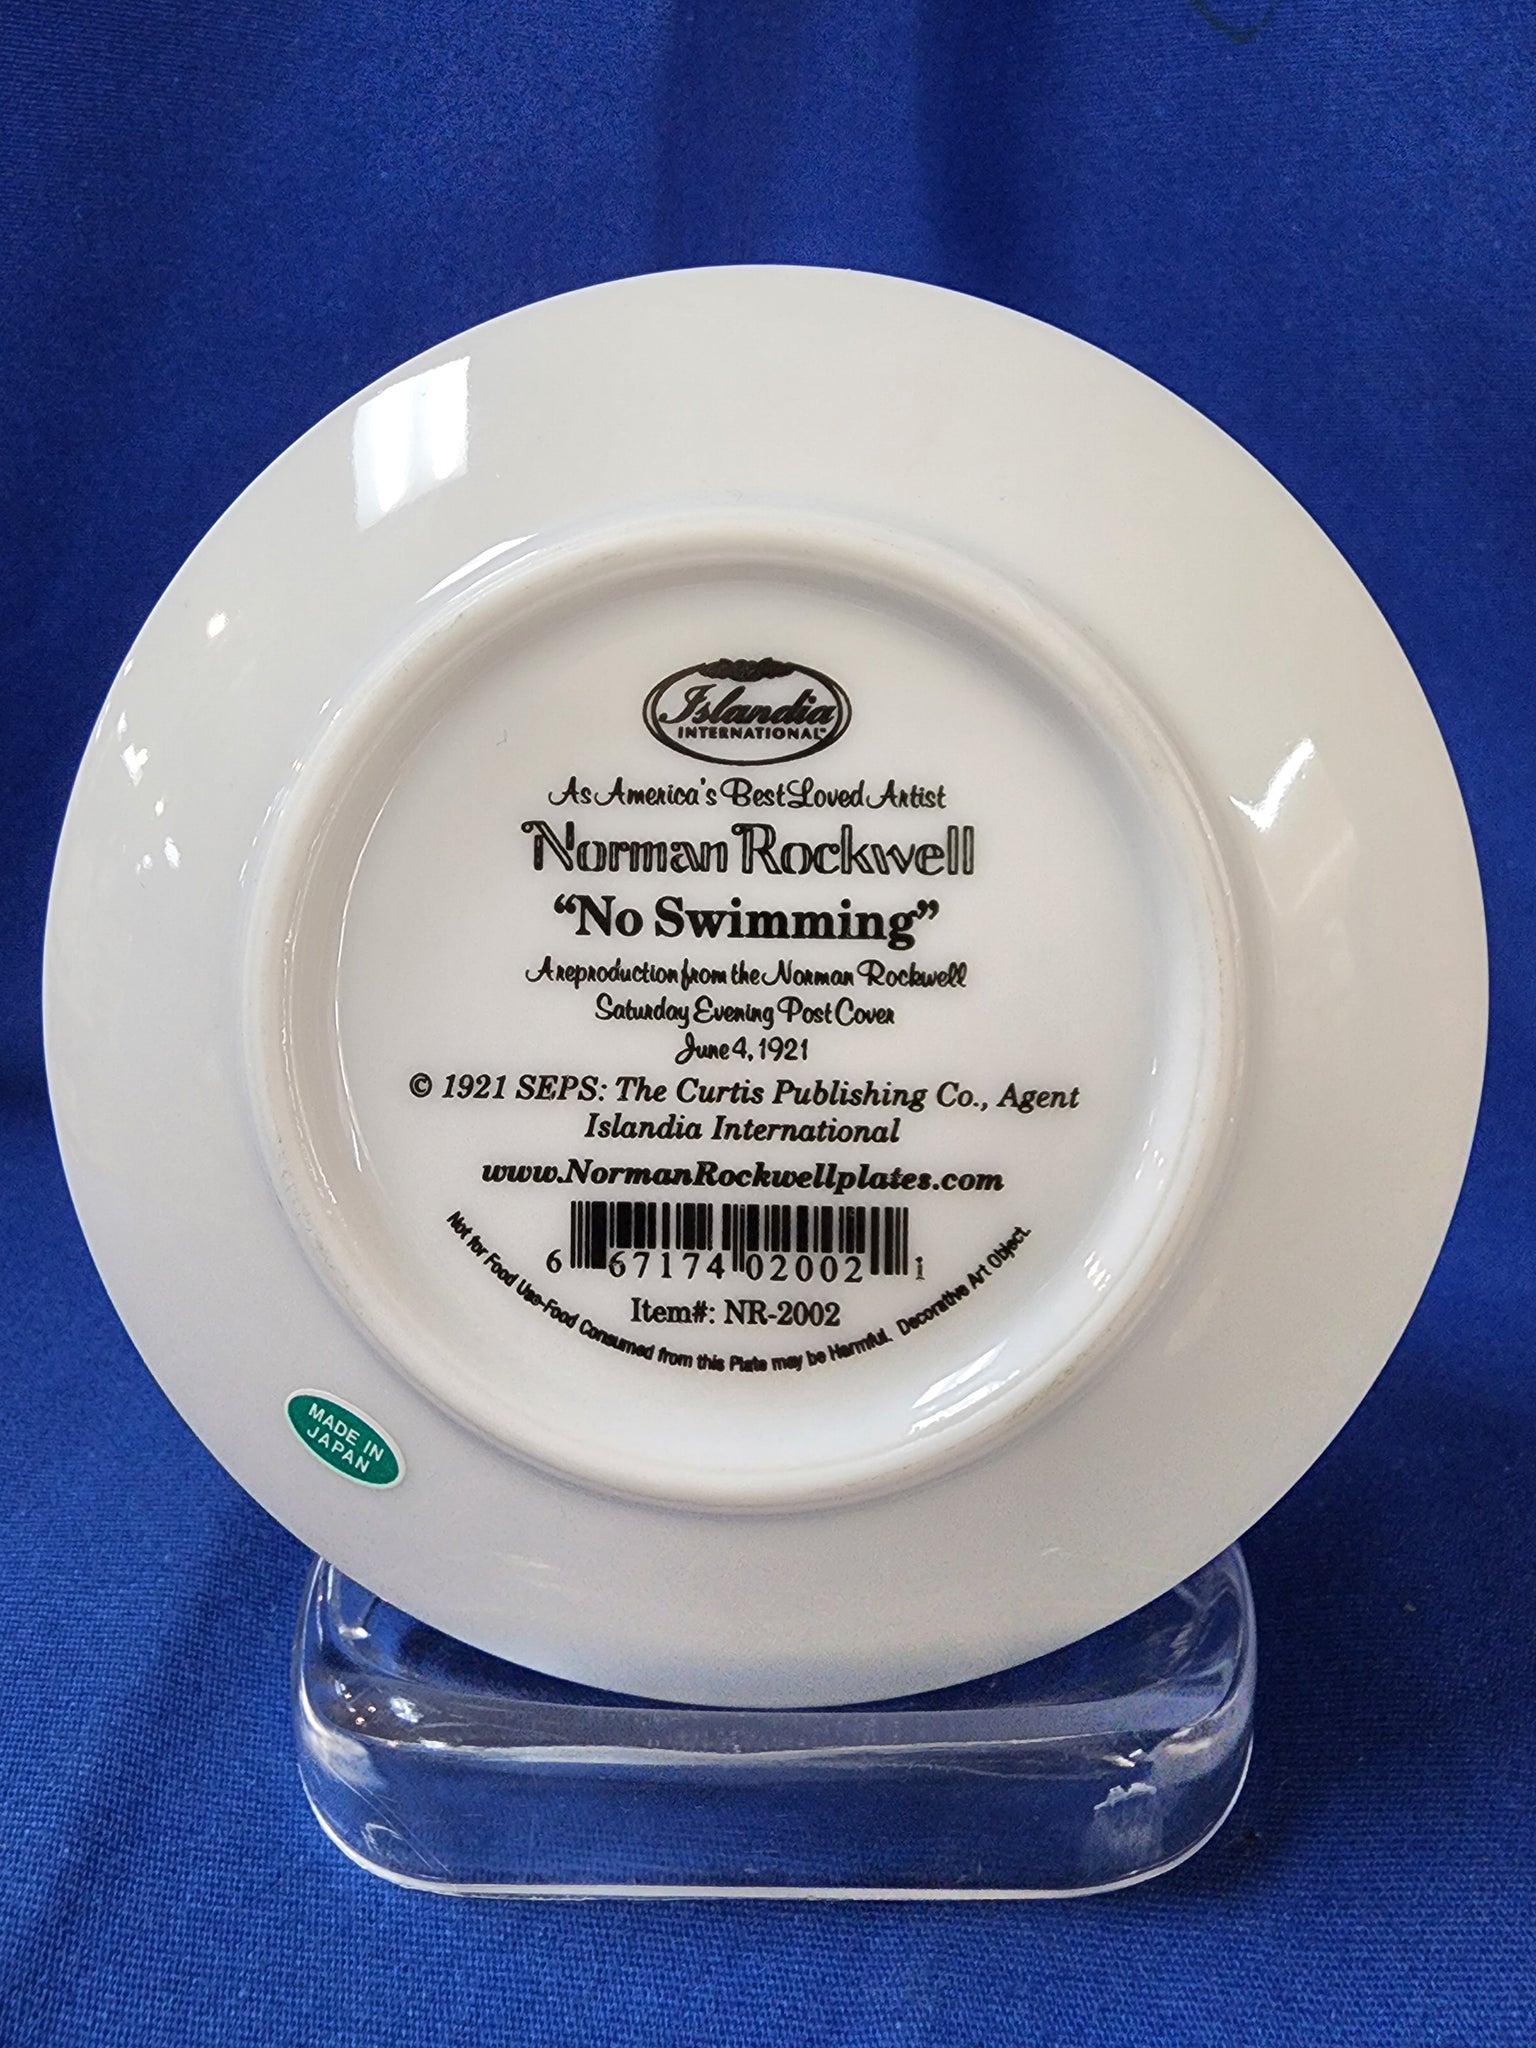 Islandia
INTERNATIONAL™
As America's Best Loved Artist
Norman Rockwell
“No Swimming”
A reproduction from the Norman Rockwell
Saturday Evening Post Cover
June 4, 1921
© 1921 SEPS: The Curtis Publishing Co., Agent
Islandia International
www.NormanRockwellplates.com
6 67174 02002 1
Item#: NR-2002
Not for Food Use-Food Consumed from this Plate may be Harmful. Decorative Art Object.
MADE IN
JAPAN